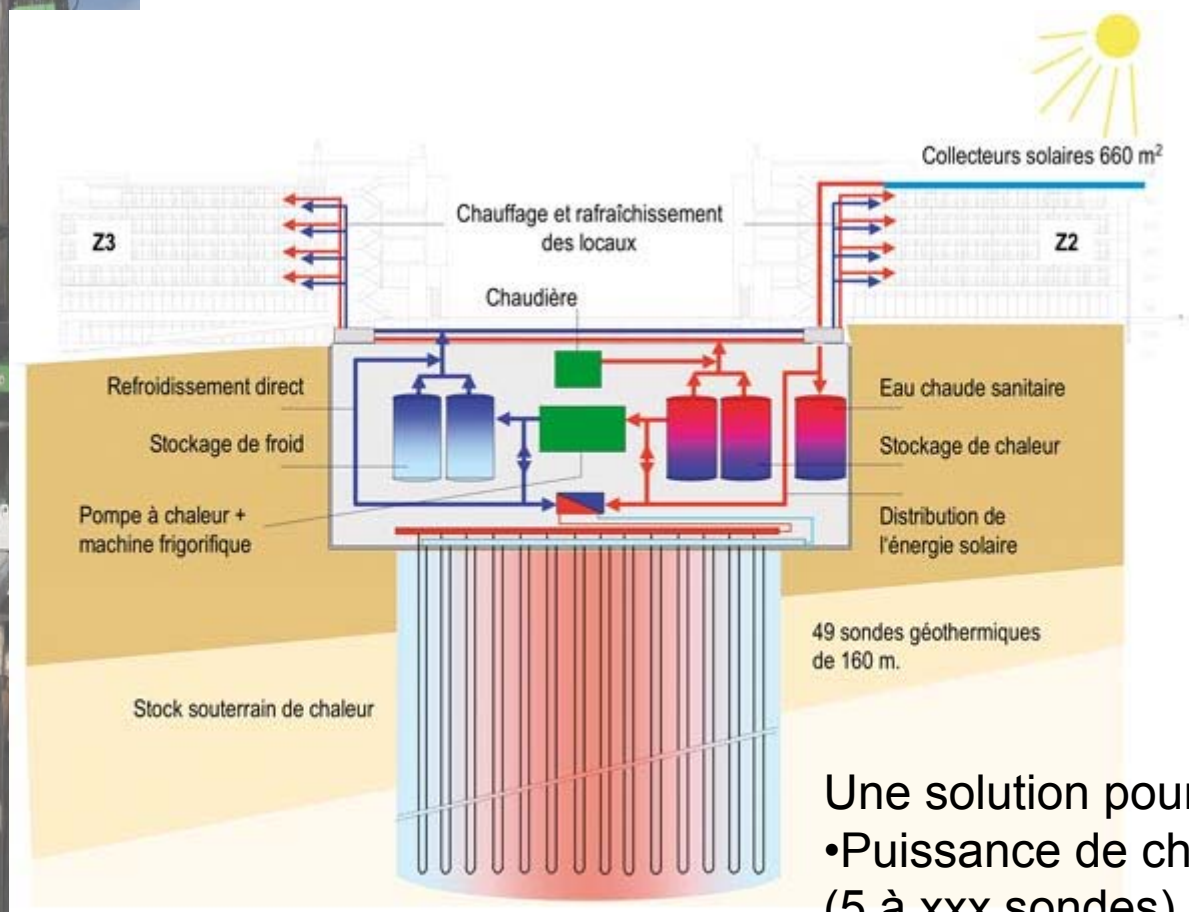 Collecteurs solaires 660 m²
Chauffage et rafraîchissement
des locaux
Z3
Z2
Chaudière
Refroidissement direct
Stockage de froid
Pompe à chaleur +
machine frigorifique
Eau chaude sanitaire
Stockage de chaleur
Distribution de
l'énergie solaire
49 sondes géothermiques
de 160 m.
Stock souterrain de chaleur
Une solution pour
•Puissance de ch
(5 à xxx sondes)